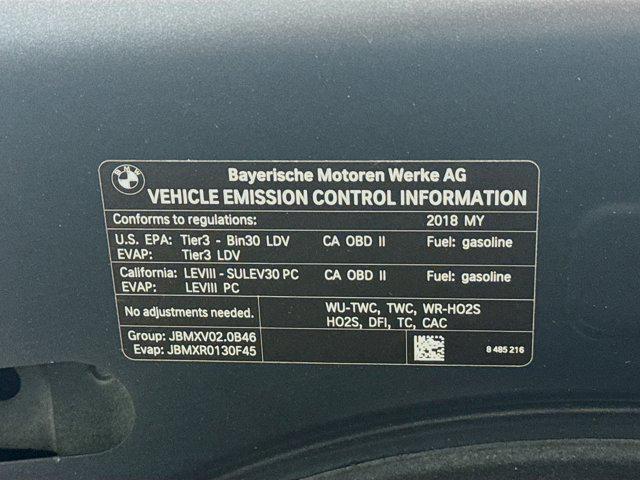 BMW
Bayerische Motoren Werke AG
VEHICLE EMISSION CONTROL INFORMATION
Conforms to regulations: 2018 MY
U.S. EPA: Tier3 - Bin30 LDV CA OBD II Fuel: gasoline
EVAP: Tier3 LDV
California: LEVIII - SULEV30 PC CA OBD II Fuel: gasoline
EVAP: LEVIII PC
No adjustments needed.
WU-TWC, TWC, WR-HO2S
HO2S, DFI, TC, CAC
Group: JBMXV02.0B46
Evap: JBMXR0130F45
8 485 216